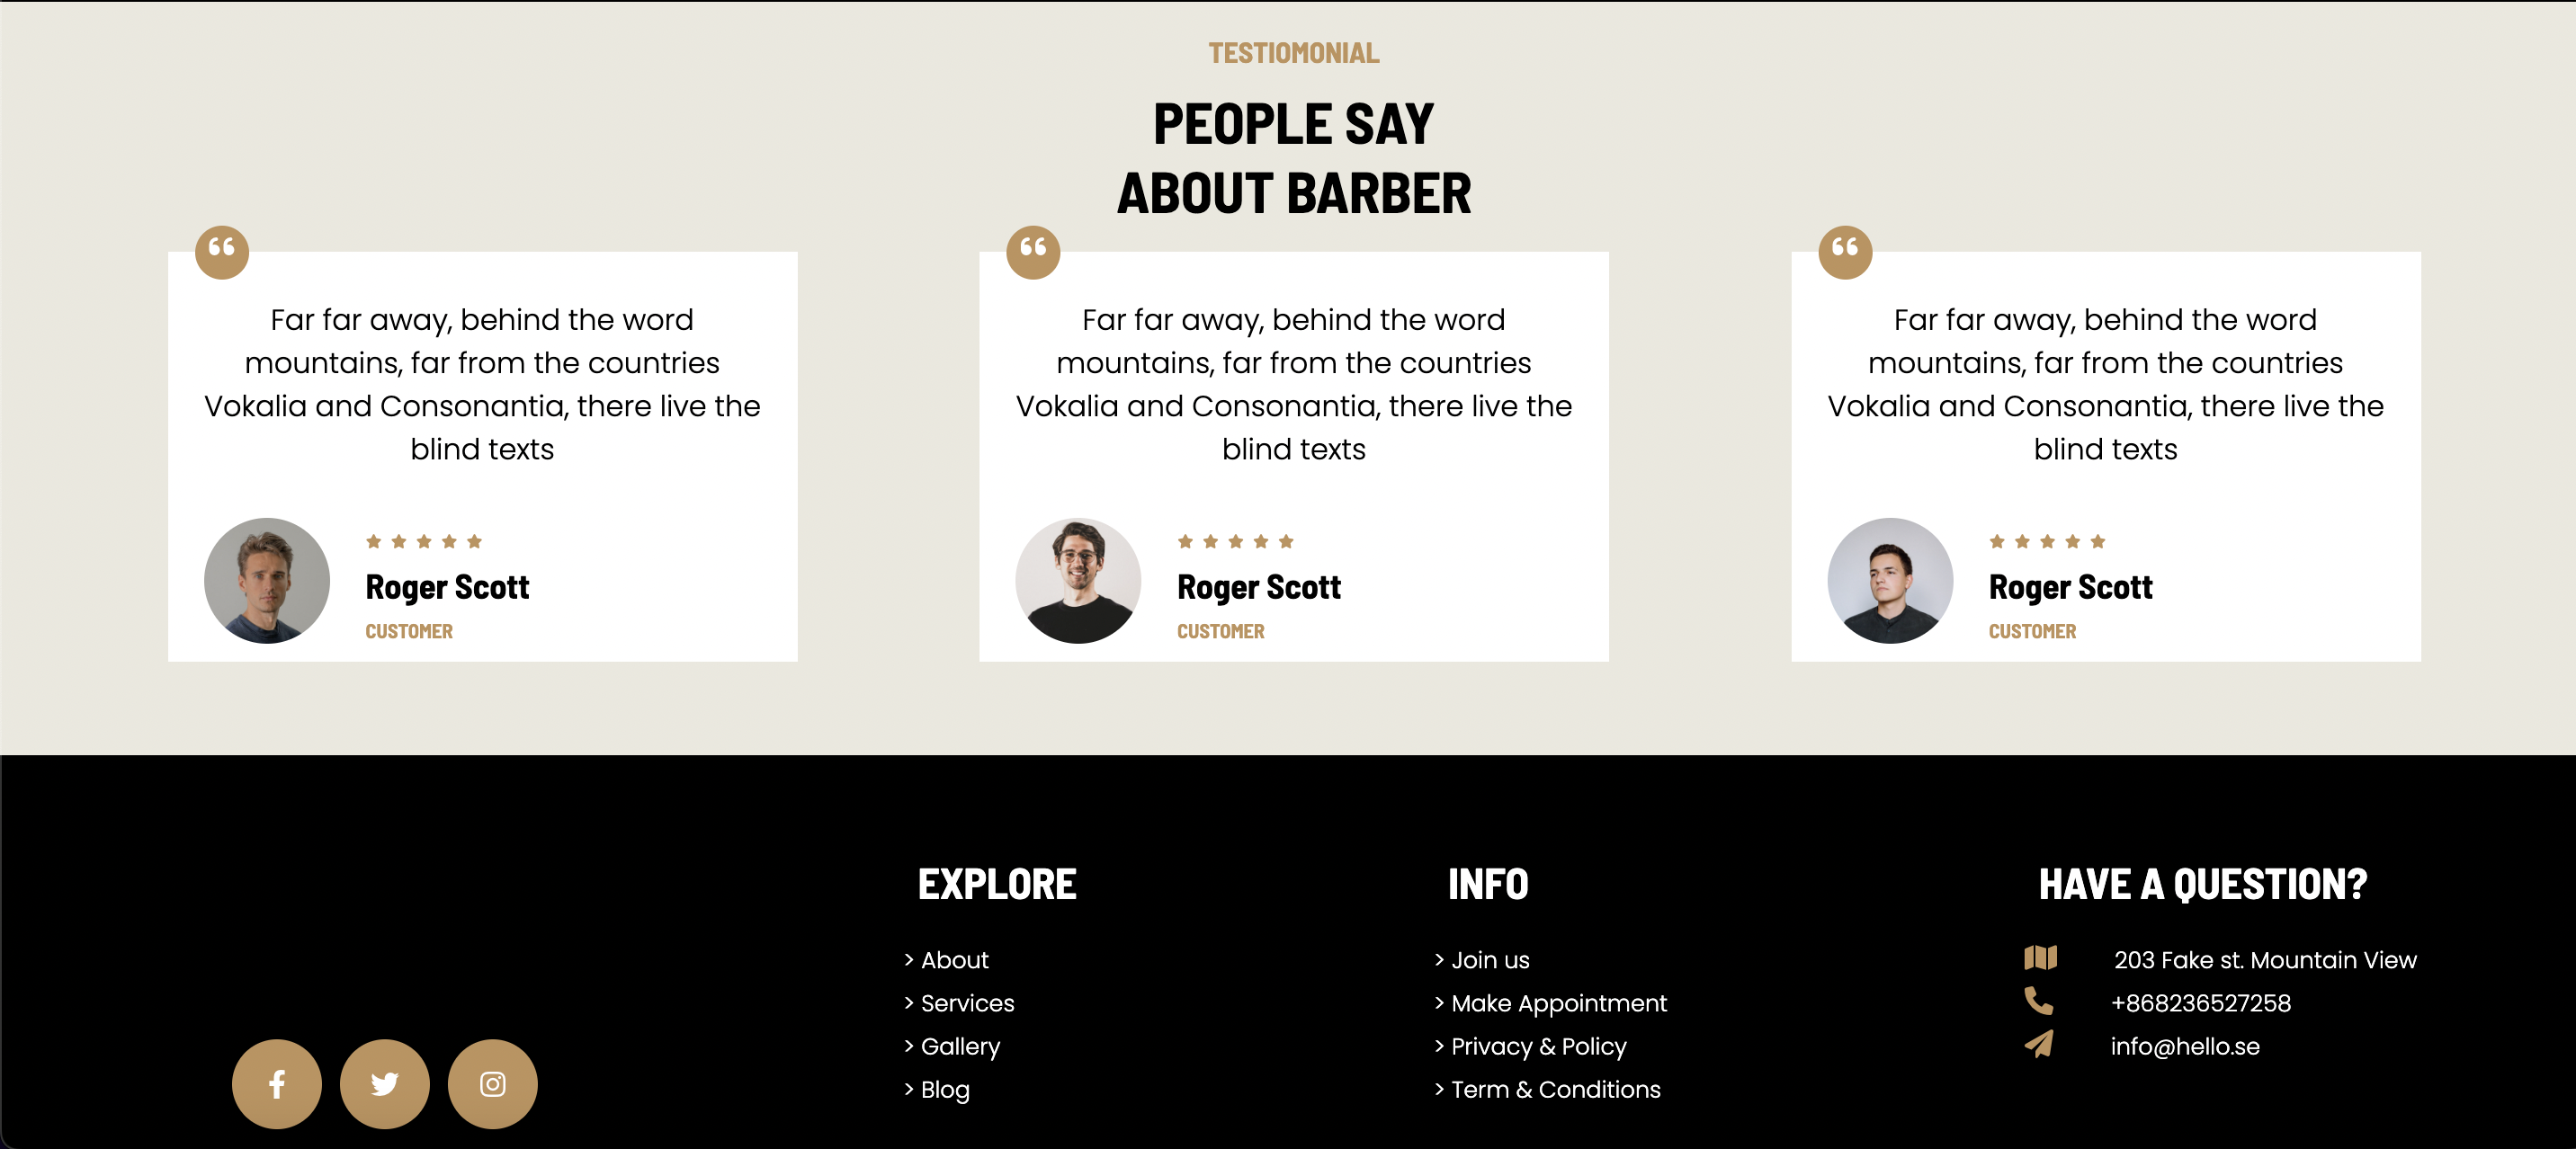 TESTIOMONIAL
PEOPLE SAY
ABOUT BARBER
Far far away, behind the word
mountains, far from the countries
Vokalia and Consonantia, there live the
blind texts
Roger Scott
CUSTOMER
Far far away, behind the word
mountains, far from the countries
Vokalia and Consonantia, there live the
blind texts
Roger Scott
CUSTOMER
Far far away, behind the word
mountains, far from the countries
Vokalia and Consonantia, there live the
blind texts
Roger Scott
CUSTOMER
EXPLORE
> About
> Services
> Gallery
> Blog
INFO
> Join us
> Make Appointment
> Privacy & Policy
> Term & Conditions
HAVE A QUESTION?
203 Fake st. Mountain View
+868236527258
info@hello.se